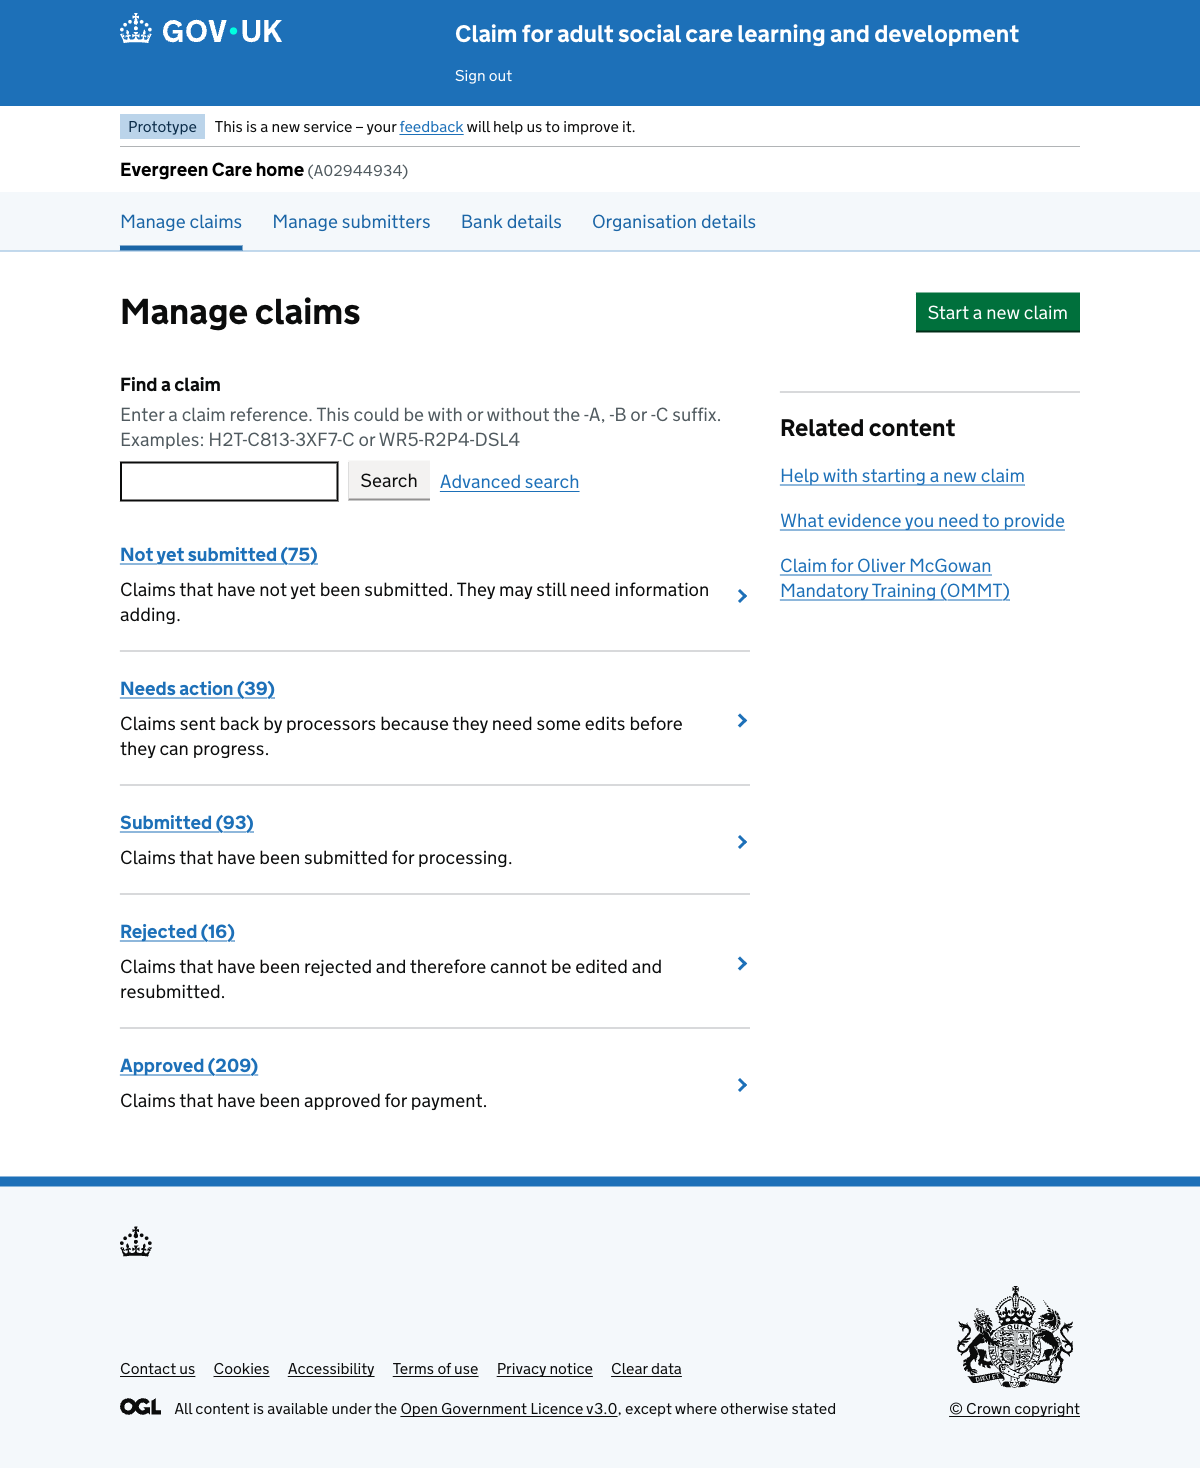 GOV·UK
Claim for adult social care learning and development
Sign out
Prototype This is a new service – your feedback will help us to improve it.
Evergreen Care home (A02944934)
Manage claims Manage submitters Bank details Organisation details
Manage claims
Start a new claim
Find a claim
Enter a claim reference. This could be with or without the -A, -B or -C suffix.
Examples: H2T-C813-3XF7-C or WR5-R2P4-DSL4
Search Advanced search
Not yet submitted (75)
Claims that have not yet been submitted. They may still need information
adding.
Needs action (39)
Claims sent back by processors because they need some edits before
they can progress.
Submitted (93)
Claims that have been submitted for processing.
Rejected (16)
Claims that have been rejected and therefore cannot be edited and
resubmitted.
Approved (209)
Claims that have been approved for payment.
Related content
Help with starting a new claim
What evidence you need to provide
Claim for Oliver McGowan
Mandatory Training (OMMT)
Contact us Cookies Accessibility Terms of use Privacy notice Clear data
OGL All content is available under the Open Government Licence v3.0, except where otherwise stated
© Crown copyright